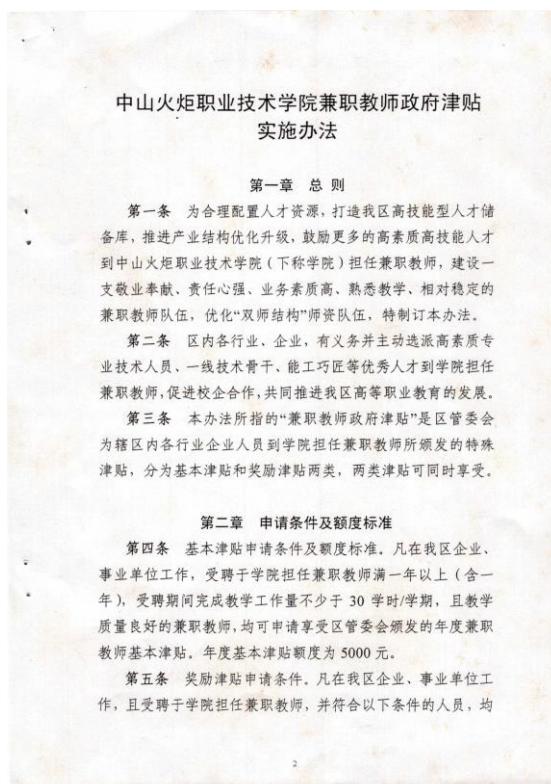 中山火炬职业技术学院兼职教师政府津贴
实施办法
第一章 总 则
第一条 为合理配置人才资源，打造我区高技能型人才储
备库，推进产业结构优化升级，鼓励更多的高素质高技能人才
到中山火炬职业技术学院（下称学院）担任兼职教师，建设一
支敬业奉献、责任心强、业务素质高、熟悉教学、相对稳定的
兼职教师队伍，优化“双师结构”师资队伍，特制订本办法。
第二条 区内各行业、企业，有义务并主动选派高素质专
业技术人员、一线技术骨干、能工巧匠等优秀人才到学院担任
兼职教师，促进校企合作，共同推进我区高等职业教育的发展。
第三条 本办法所指的“兼职教师政府津贴”是区管委会
为辖区内各行业企业人员到学院担任兼职教师所颁发的特殊
津贴，分为基本津贴和奖励津贴两类，两类津贴可同时享受。
第二章 申请条件及额度标准
第四条 基本津贴申请条件及额度标准。凡在我区企业、
事业单位工作，受聘于学院担任兼职教师满一年以上（含一
年），受聘期间完成教学工作量不少于 30 学时/学期，且教学
质量良好的兼职教师，均可申请享受区管委会颁发的年度兼职
教师基本津贴。年度基本津贴额度为 5000 元。
第五条 奖励津贴申请条件。凡在我区企业、事业单位工
作，且受聘于学院担任兼职教师，并符合以下条件的人员，均
2